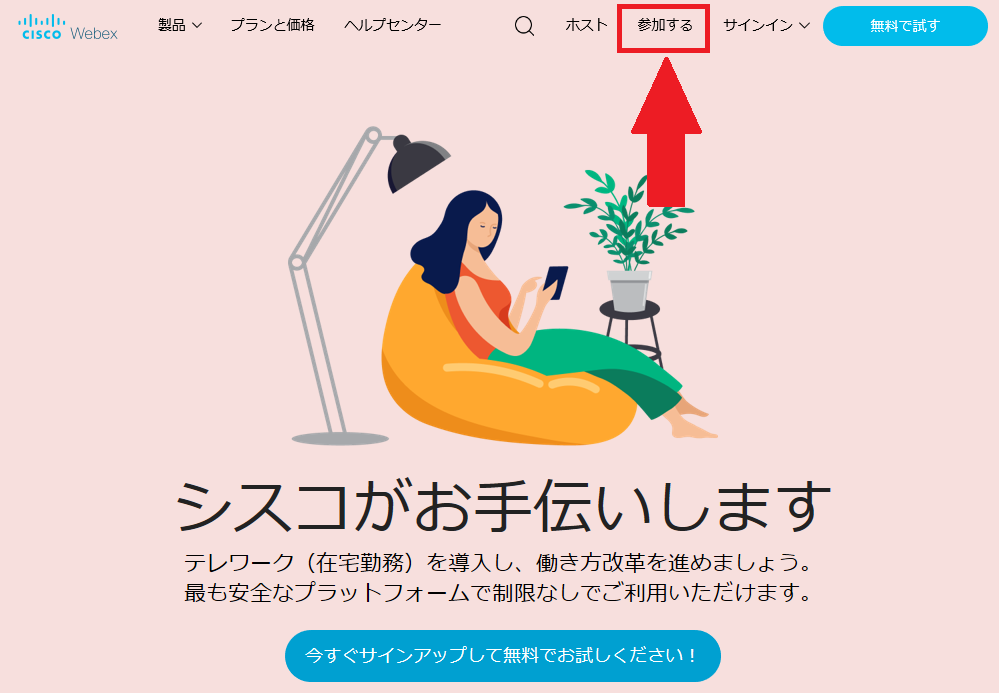 cisco Webex 製品 プランと価格 ヘルプセンター ホスト 参加する サインイン 無料で試す
シスコがお手伝いします
テレワーク（在宅勤務）を導入し、働き方改革を進めましょう。
最も安全なプラットフォームで制限なしでご利用いただけます。
今すぐサインアップして無料でお試しください！